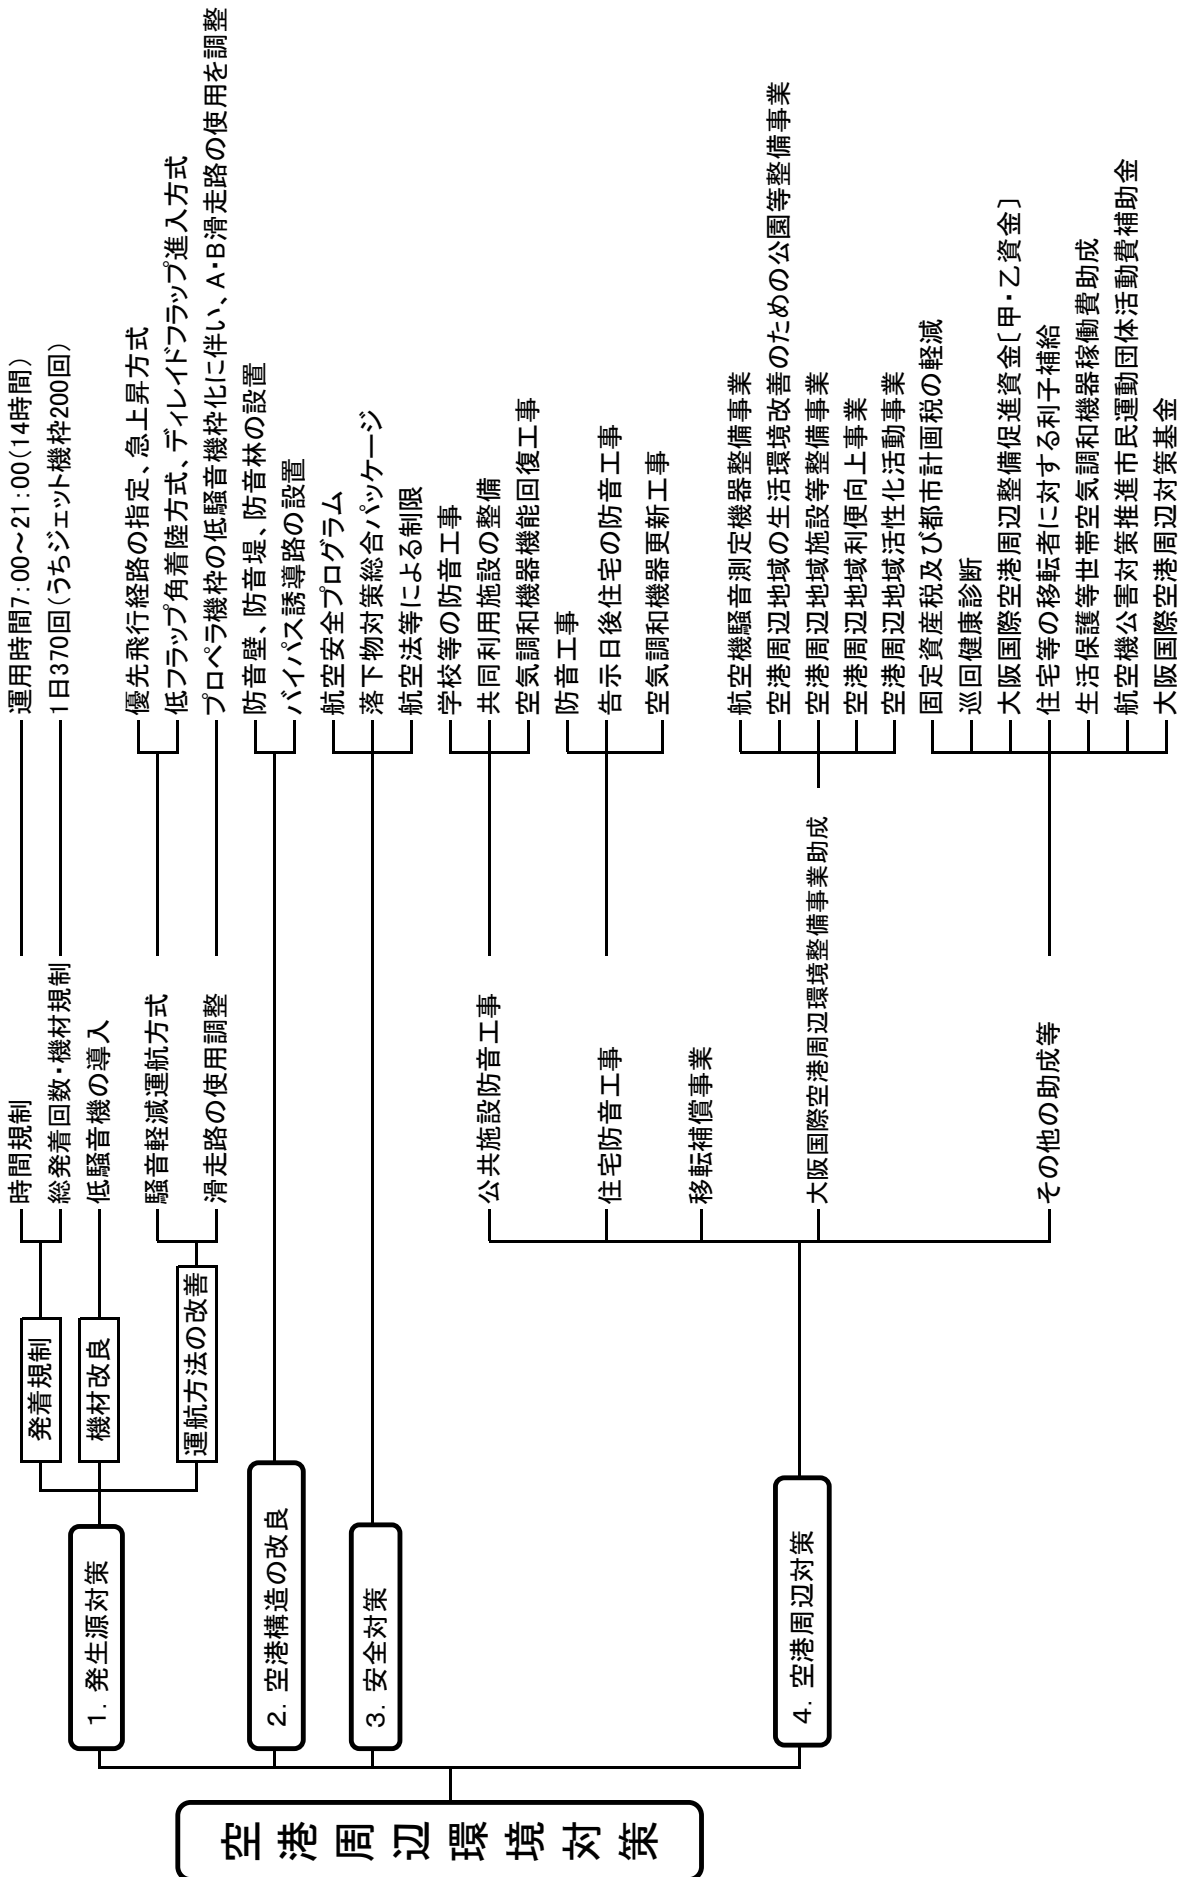 空港周辺環境対策
1．発生源対策
発着規制
時間規制
運用時間7：00～21：00（14時間）
総発着回数・機材規制
1日370回（うちジェット機枠200回）
機材改良
低騒音機の導入
運航方法の改善
騒音軽減運航方式
優先飛行経路の指定、急上昇方式
低フラップ角着陸方式、ディレイドフラップ進入方式
滑走路の使用調整
プロペラ機枠の低騒音機枠化に伴い、A・B滑走路の使用を調整
2．空港構造の改良
防音壁、防音堤、防音林の設置
バイパス誘導路の設置
3．安全対策
航空安全プログラム
落下物対策総合パッケージ
航空法等による制限
4．空港周辺対策
公共施設防音工事
学校等の防音工事
共同利用施設の整備
空気調和機器機能回復工事
住宅防音工事
防音工事
告示日後住宅の防音工事
空気調和機器更新工事
移転補償事業
大阪国際空港周辺環境整備事業助成
航空機騒音測定機器整備事業
空港周辺地域の生活環境改善のための公園等整備事業
空港周辺地域施設等整備事業
空港周辺地域利便向上事業
空港周辺地域活性化活動事業
その他の助成等
固定資産税及び都市計画税の軽減
巡回健康診断
大阪国際空港周辺整備促進資金［甲・乙資金］
住宅等の移転者に対する利子補給
生活保護等世帯空気調和機器稼働費助成
航空機公害対策推進市民運動団体活動費補助金
大阪国際空港周辺対策基金